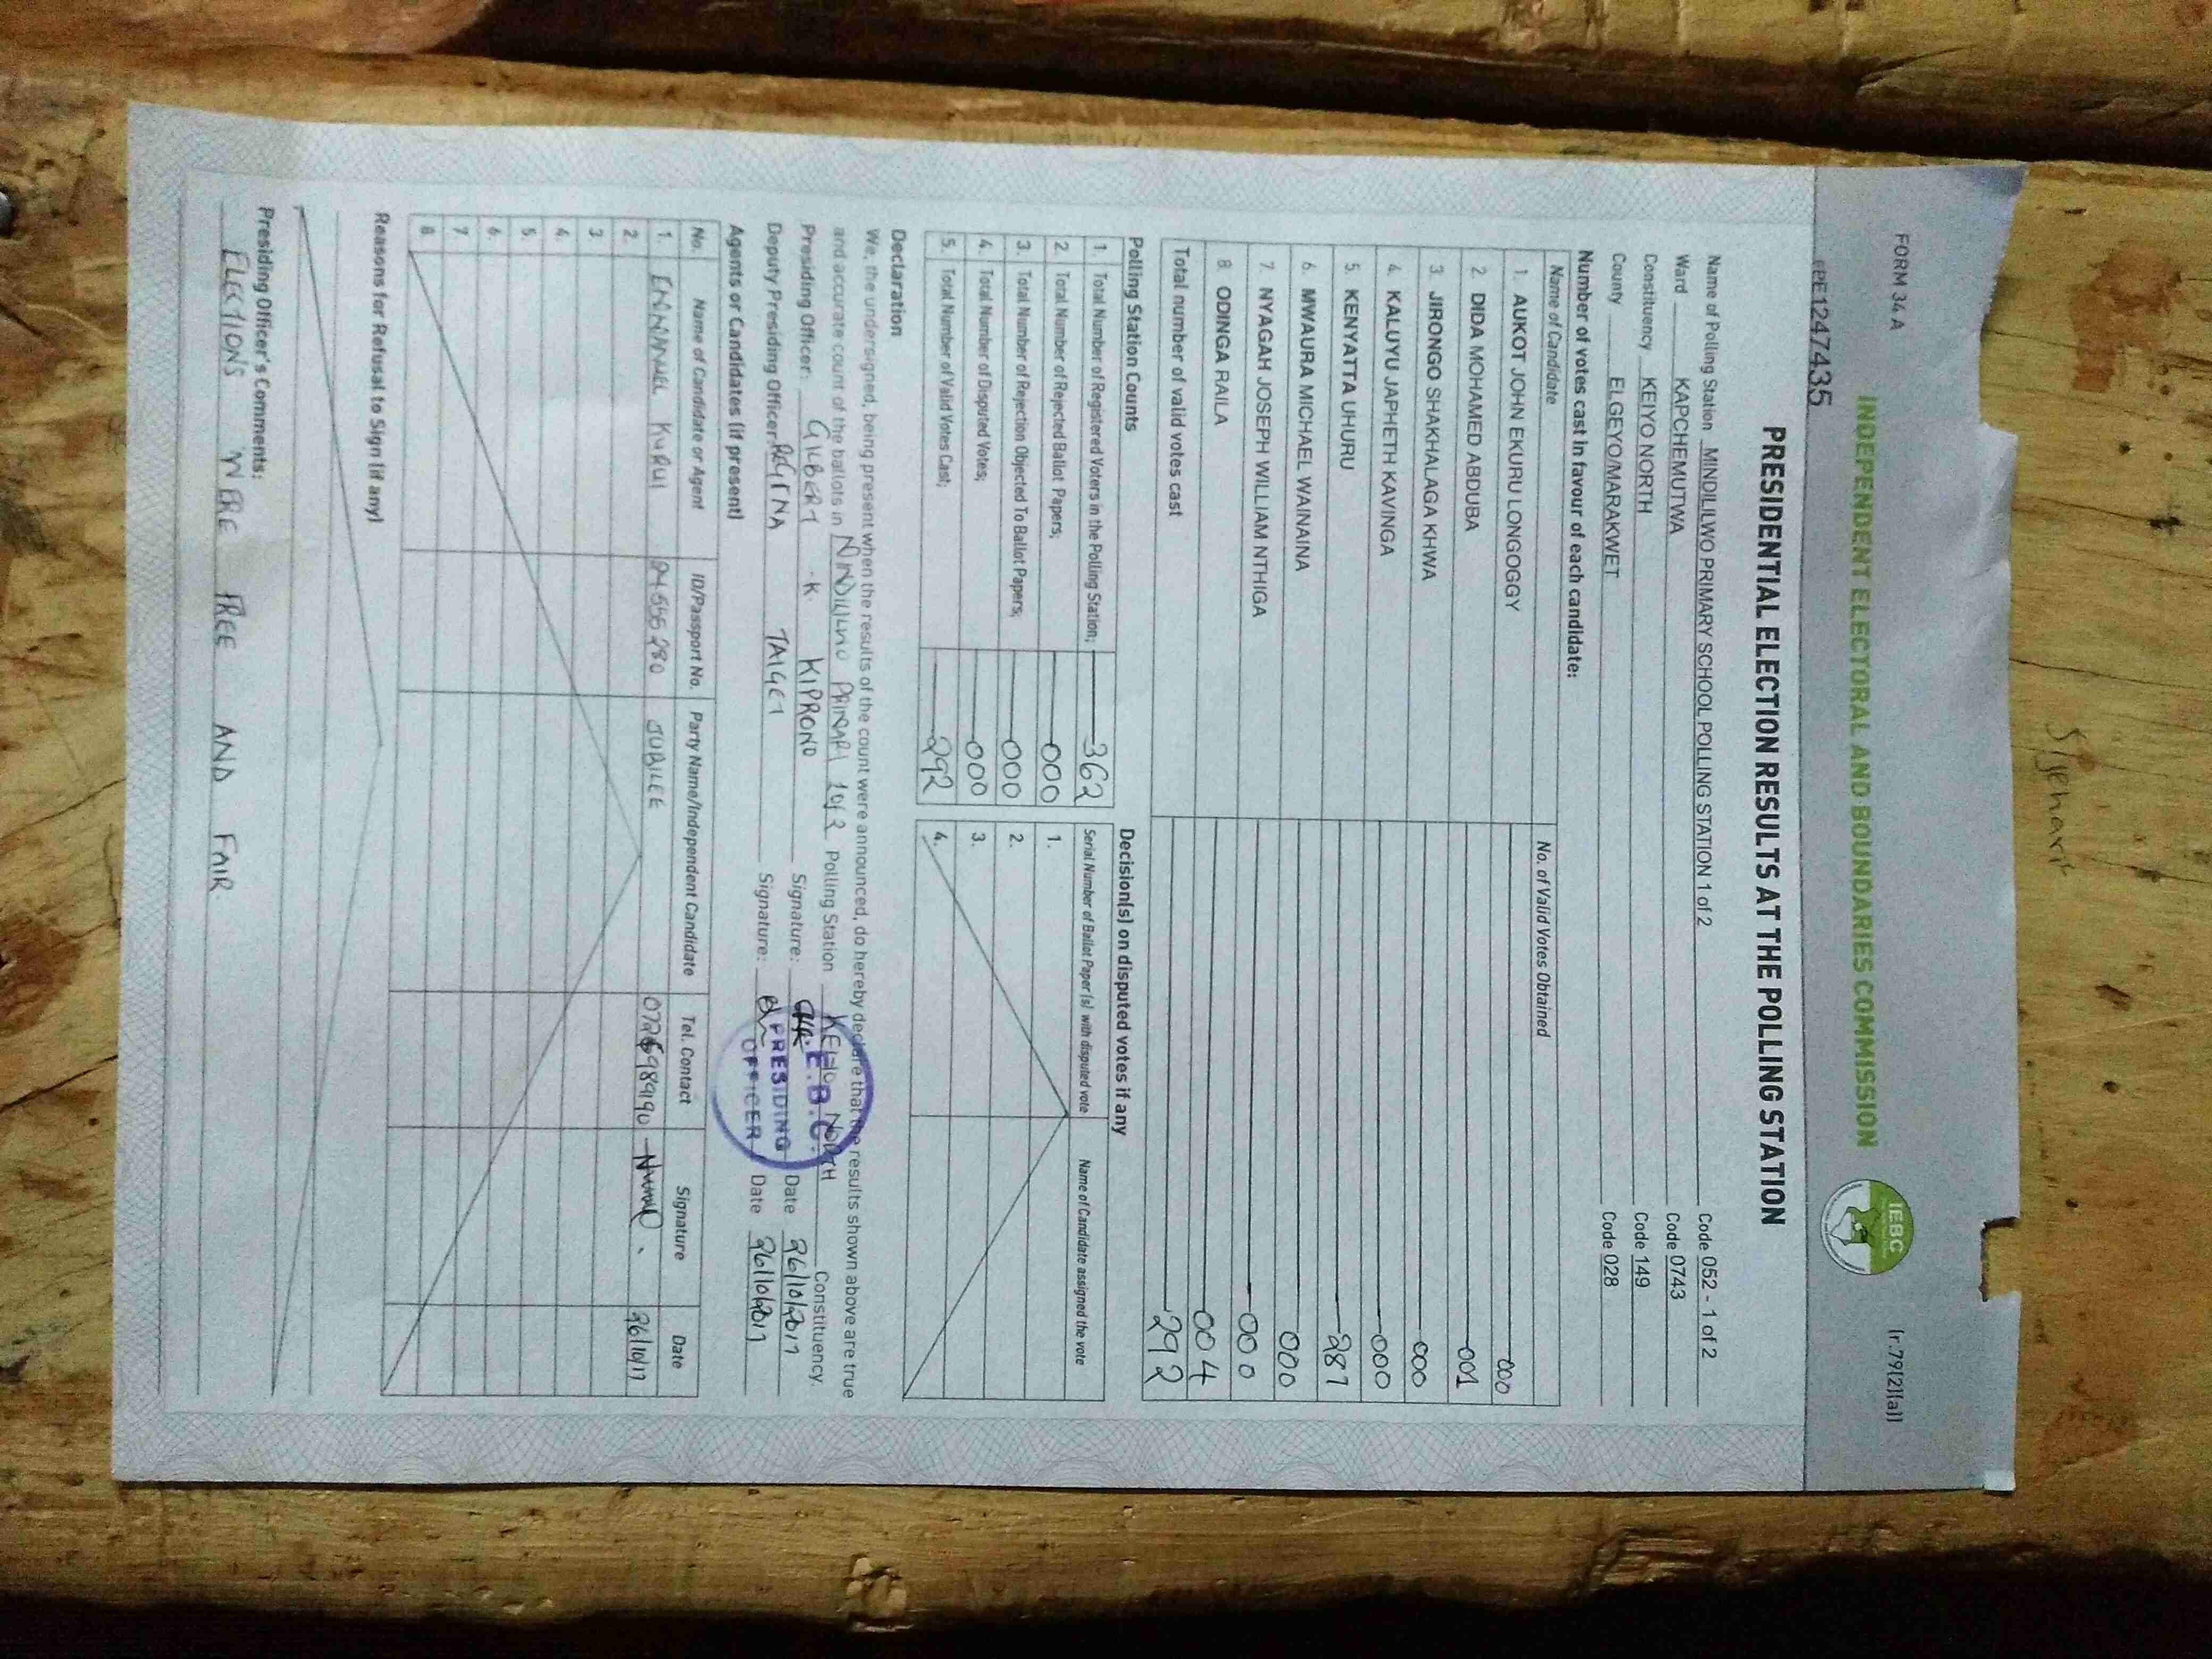 Stjenart
FORM 34 A
(r.79(2)(a))
INDEPENDENT ELECTORAL AND BOUNDARIES COMMISSION
IEBC
PE1247435
PRESIDENTIAL ELECTION RESULTS AT THE POLLING STATION
Name of Polling Station MINDILILWO PRIMARY SCHOOL POLLING STATION 1 of 2 Code 052 - 1 of 2
Ward KAPCHEMUTWA Code 0743
Constituency KEIYO NORTH Code 149
County ELGEYO/MARAKWET Code 028
Number of votes cast in favour of each candidate:
Name of Candidate No. of Valid Votes Obtained
1. AUKOT JOHN EKURU LONGOGGY 000
2. DIDA MOHAMED ABDUBA 001
3. JIRONGO SHAKHALAGA KHWA 000
4. KALUYU JAPHETH KAVINGA 000
5. KENYATTA UHURU 287
6. MWAURA MICHAEL WAINAINA 000
7. NYAGAH JOSEPH WILLIAM NTHIGA 000
8. ODINGA RAILA 004
Total number of valid votes cast 292
Polling Station Counts
1. Total Number of Registered Voters in the Polling Station; 362
2. Total Number of Rejected Ballot Papers; 000
3. Total Number of Rejection Objected To Ballot Papers; 000
4. Total Number of Disputed Votes; 000
5. Total Number of Valid Votes Cast; 292
Decision(s) on disputed votes if any
Serial Number of Ballot Paper (s) with disputed vote Name of Candidate assigned the vote
1.
2.
3.
4.
Declaration
We, the undersigned, being present when the results of the count were announced, do hereby declare that the results shown above are true
and accurate count of the ballots in MINDILILWO PRIMARY 1 of 2 Polling Station KEIYO NORTH Constituency.
Presiding Officer: GILBERT K. KIPRONO Signature: Date 26/10/2017
Deputy Presiding Officer: REGINA TAIGET Signature: Date 26/10/2017
I.E.B.C.
PRESIDING
OFFICER
Agents or Candidates (if present)
No. Name of Candidate or Agent ID/Passport No. Party Name/Independent Candidate Tel. Contact Signature Date
1. EMMANUEL KURUI 24555280 JUBILEE 26/10/17
2.
3.
4.
5.
6.
7.
8.
Reasons for Refusal to Sign (if any)
Presiding Officer's Comments:
ELECTIONS WERE FREE AND FAIR